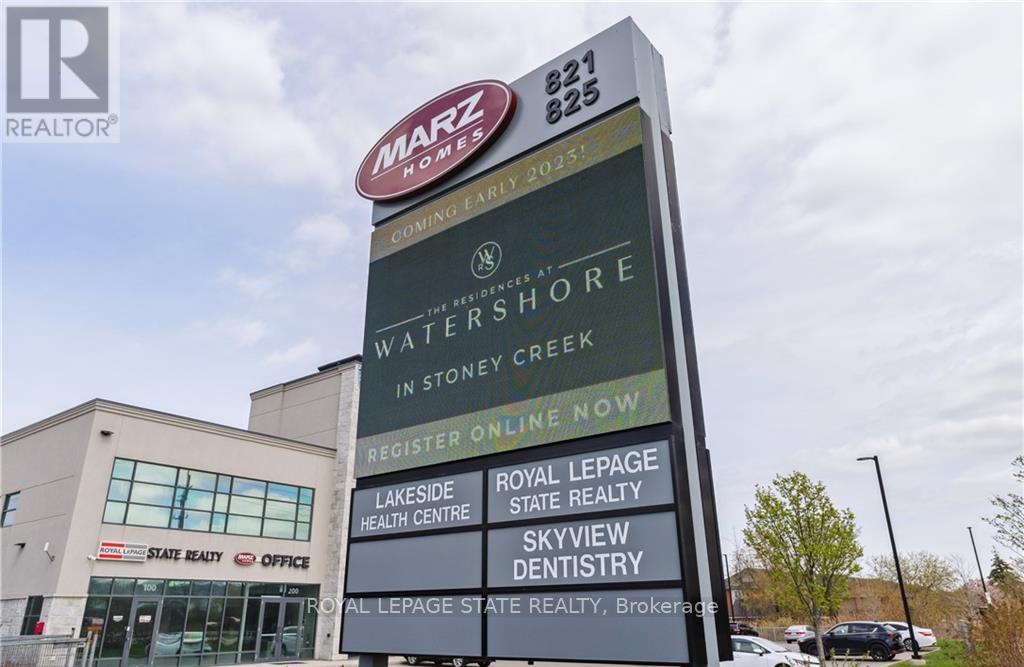 REALTOR®
821
825
MARZ
HOMES
COMING EARLY 2023!
WRS
THE RESIDENCES AT
WATERSHORE
IN STONEY CREEK
REGISTER ONLINE NOW
LAKESIDE
HEALTH CENTRE
ROYAL LEPAGE
STATE REALTY
SKYVIEW
DENTISTRY
ROYAL LEPAGE STATE REALTY MARZ HOMES OFFICE
100
200
ROYAL LEPAGE STATE REALTY, Brokerage